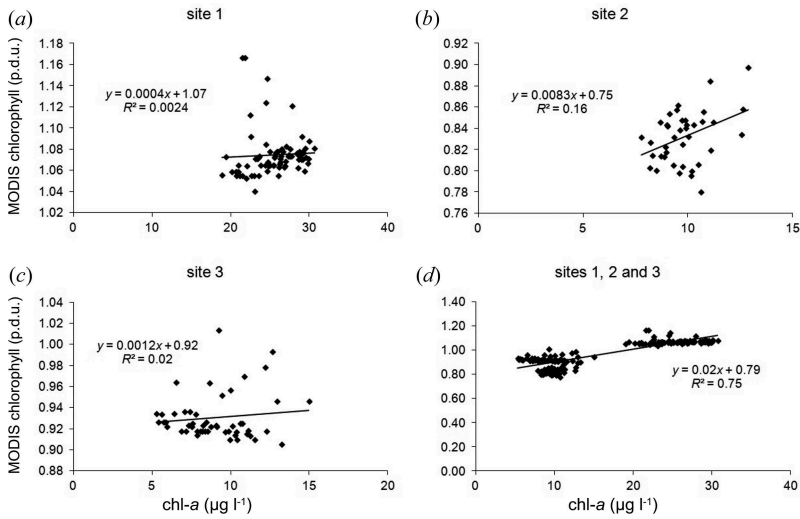 (a)
site 1
MODIS chlorophyll (p.d.u.)
1.18
1.16
1.14
1.12
1.10
1.08
1.06
1.04
1.02
y = 0.0004x + 1.07
R² = 0.0024
0
10
20
30
40
(b)
site 2
0.92
0.90
0.88
0.86
0.84
0.82
0.80
0.78
0.76
y = 0.0083x + 0.75
R² = 0.16
0
5
10
15
(c)
site 3
MODIS chlorophyll (p.d.u.)
1.04
1.02
1.00
0.98
0.96
0.94
0.92
0.90
0.88
y = 0.0012x + 0.92
R² = 0.02
0
5
10
15
20
chl-a (µg l-1)
(d)
sites 1, 2 and 3
1.40
1.20
1.00
0.80
0.60
0.40
0.20
0.00
y = 0.02x + 0.79
R² = 0.75
0
10
20
30
40
chl-a (µg l-1)